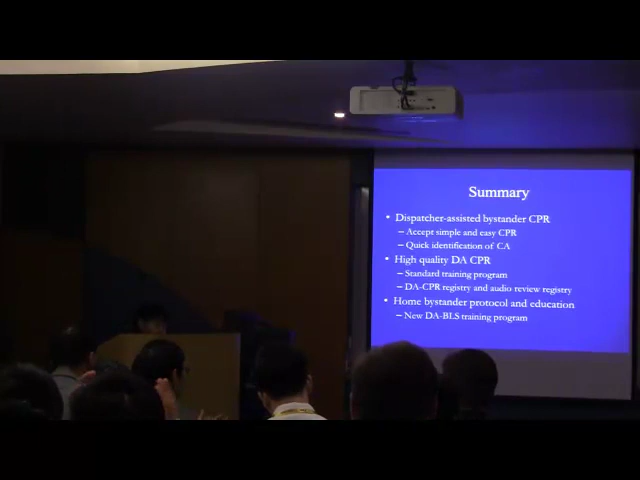 Summary
• Dispatcher-assisted bystander CPR
– Accept simple and easy CPR
– Quick identification of CA
• High quality DA CPR
– Standard training program
– DA-CPR registry and audio review registry
• Home bystander protocol and education
– New DA-BLS training program